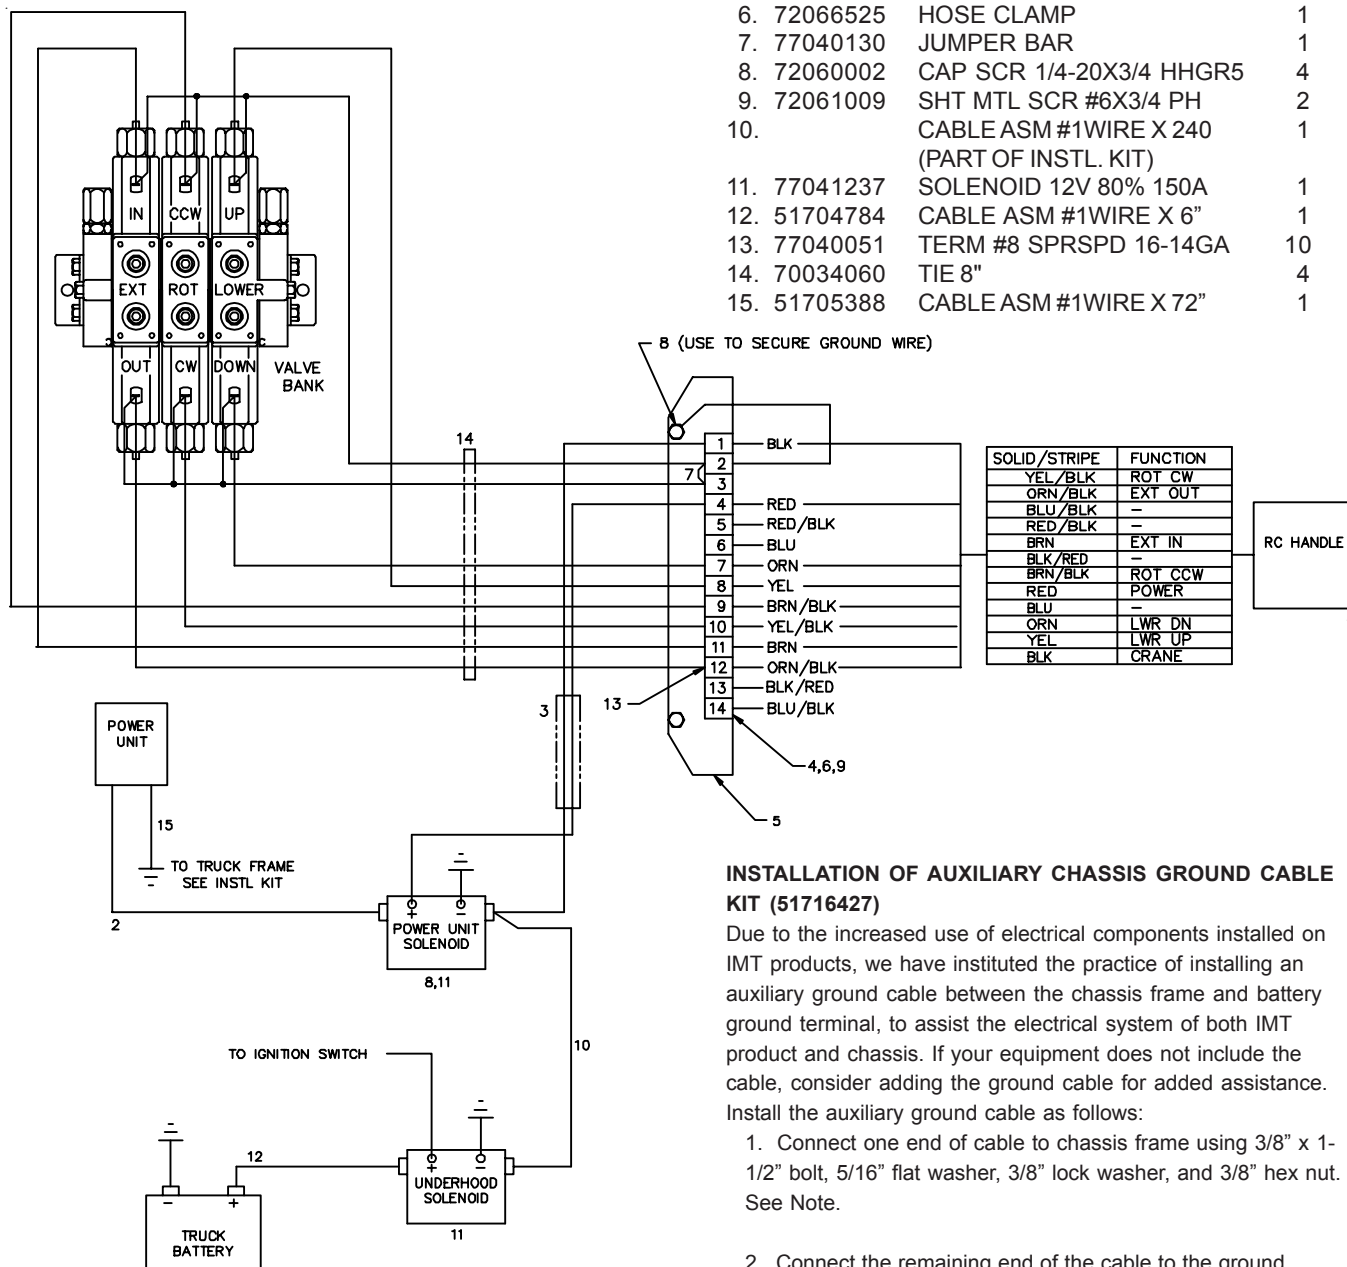 6. 72066525 HOSE CLAMP 1
7. 77040130 JUMPER BAR 1
8. 72060002 CAP SCR 1/4-20X3/4 HHGR5 4
9. 72061009 SHT MTL SCR #6X3/4 PH 2
10. CABLE ASM #1WIRE X 240 1
(PART OF INSTL. KIT)
11. 77041237 SOLENOID 12V 80% 150A 1
12. 51704784 CABLE ASM #1WIRE X 6” 1
13. 77040051 TERM #8 SPRSPD 16-14GA 10
14. 70034060 TIE 8" 4
15. 51705388 CABLE ASM #1WIRE X 72” 1
IN CCW UP
EXT ROT LOWER
OUT CW DOWN
VALVE
BANK
8 (USE TO SECURE GROUND WIRE)
14
7
1 BLK
2
3
4 RED
5 RED/BLK
6 BLU
7 ORN
8 YEL
9 BRN/BLK
10 YEL/BLK
11 BRN
12 ORN/BLK
13 BLK/RED
14 BLU/BLK
13
3
4,6,9
5
SOLID/STRIPE FUNCTION
YEL/BLK ROT CW
ORN/BLK EXT OUT
BLU/BLK –
RED/BLK –
BRN EXT IN
BLK/RED –
BRN/BLK ROT CCW
RED POWER
BLU –
ORN LWR DN
YEL LWR UP
BLK CRANE
RC HANDLE
POWER
UNIT
15
TO TRUCK FRAME
SEE INSTL KIT
2
+ -
POWER UNIT
SOLENOID
8,11
10
TO IGNITION SWITCH
+ -
UNDERHOOD
SOLENOID
11
12
- +
TRUCK
BATTERY
INSTALLATION OF AUXILIARY CHASSIS GROUND CABLE
KIT (51716427)
Due to the increased use of electrical components installed on
IMT products, we have instituted the practice of installing an
auxiliary ground cable between the chassis frame and battery
ground terminal, to assist the electrical system of both IMT
product and chassis. If your equipment does not include the
cable, consider adding the ground cable for added assistance.
Install the auxiliary ground cable as follows:
1. Connect one end of cable to chassis frame using 3/8” x 1-
1/2” bolt, 5/16” flat washer, 3/8” lock washer, and 3/8” hex nut.
See Note.
2. Connect the remaining end of the cable to the ground